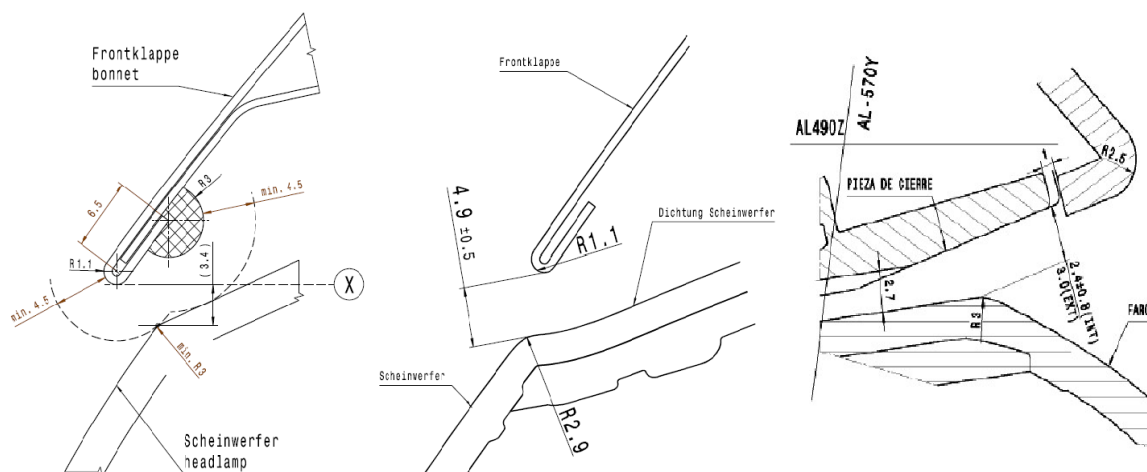 Frontklappe
bonnet
6.5
R3
min. 4.5
R1.1
(3.4)
X
min. 4.5
min. R3
Scheinwerfer
headlamp
Frontklappe
4.9 ±0.5
R1.1
Dichtung Scheinwerfer
Scheinwerfer
R2.9
AL-570Y
AL490Z
R2.5
PIEZA DE CIERRE
2.7
R3
2.4±0.8(INT)
3.0(EXT)
FARO